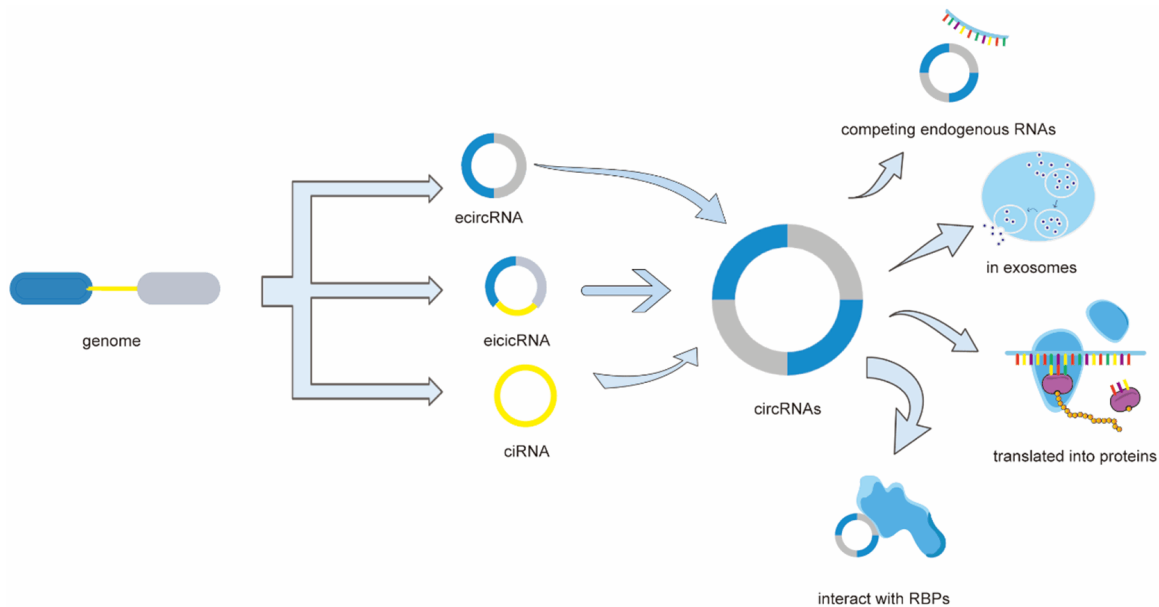 genome
ecircRNA
eicicRNA
ciRNA
circRNAs
competing endogenous RNAs
in exosomes
translated into proteins
interact with RBPs